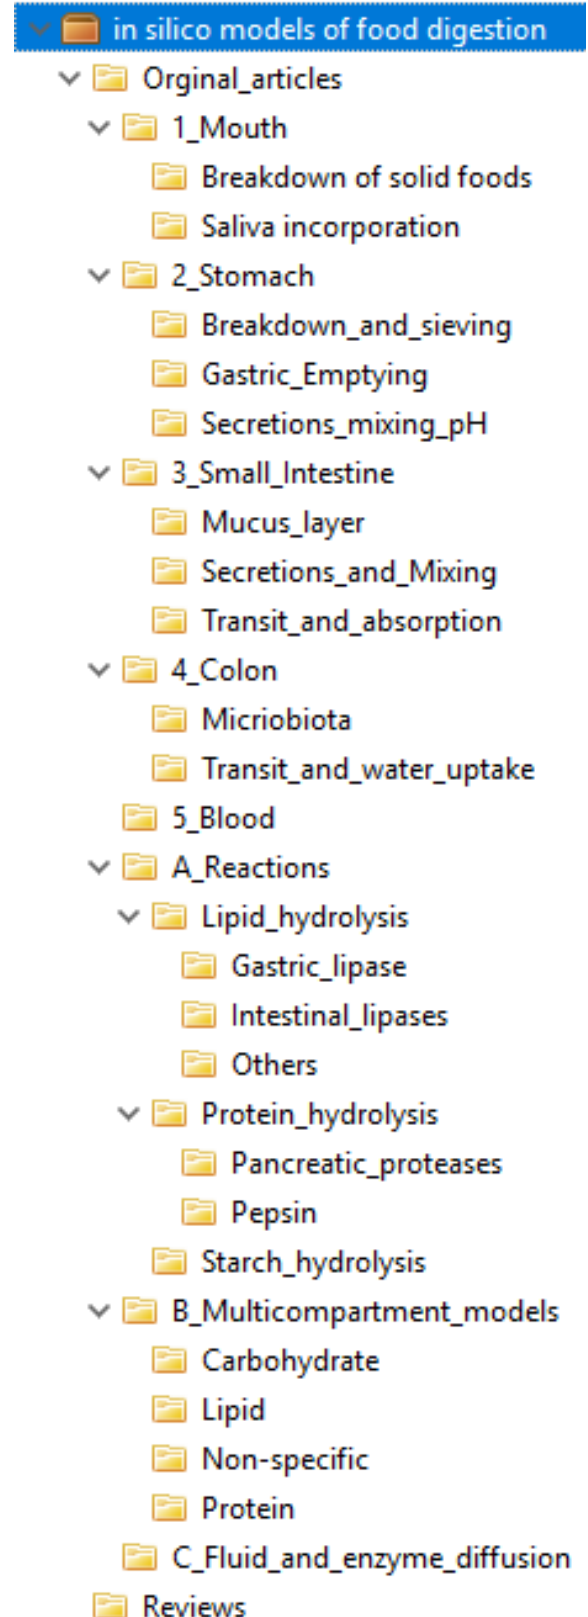 in silico models of food digestion
Orginal_articles
1_Mouth
Breakdown of solid foods
Saliva incorporation
2_Stomach
Breakdown_and_sieving
Gastric_Emptying
Secretions_mixing_pH
3_Small_Intestine
Mucus_layer
Secretions_and_Mixing
Transit_and_absorption
4_Colon
Micriobiota
Transit_and_water_uptake
5_Blood
A_Reactions
Lipid_hydrolysis
Gastric_lipase
Intestinal_lipases
Others
Protein_hydrolysis
Pancreatic_proteases
Pepsin
Starch_hydrolysis
B_Multicompartment_models
Carbohydrate
Lipid
Non-specific
Protein
C_Fluid_and_enzyme_diffusion
Reviews